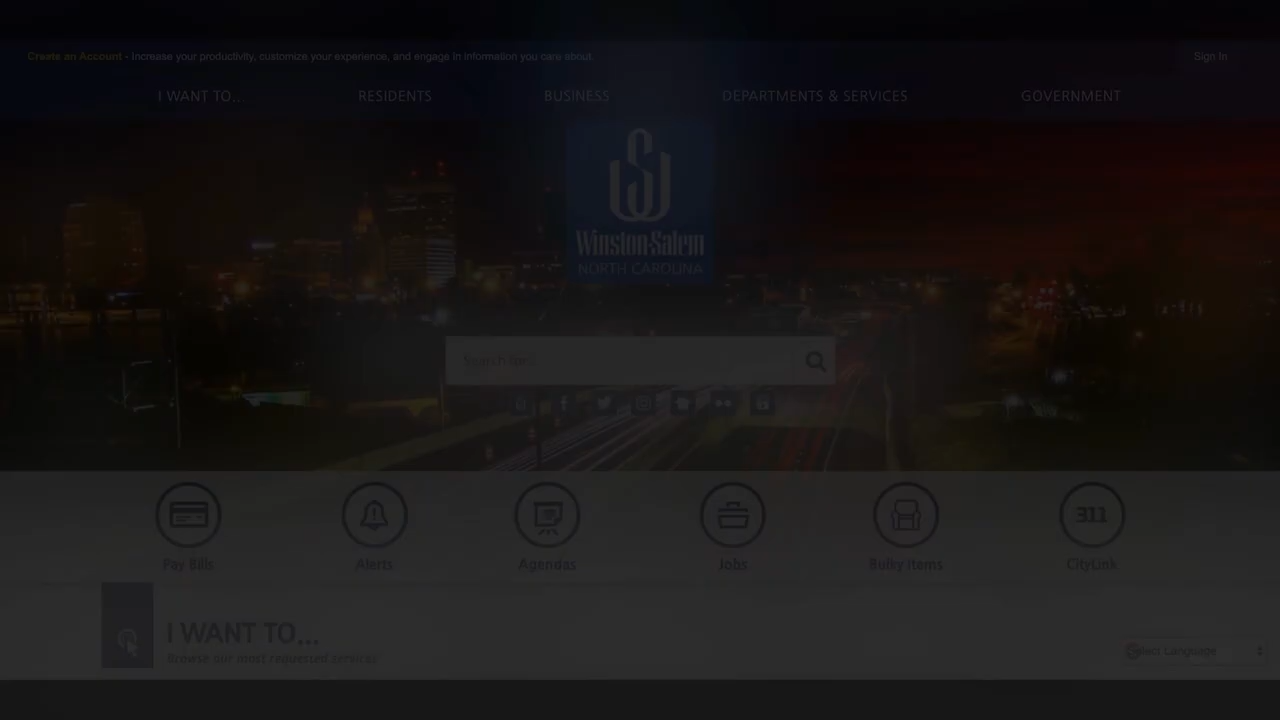 Create an Account - Increase your productivity, customize your experience, and engage in information you care about.
Sign In
I WANT TO...
RESIDENTS
BUSINESS
DEPARTMENTS & SERVICES
GOVERNMENT
Winston-Salem
NORTH CAROLINA
Search for...
Pay Bills
Alerts
Agendas
Jobs
Bulky Items
311
CityLink
I WANT TO...
Browse our most requested services
Select Language